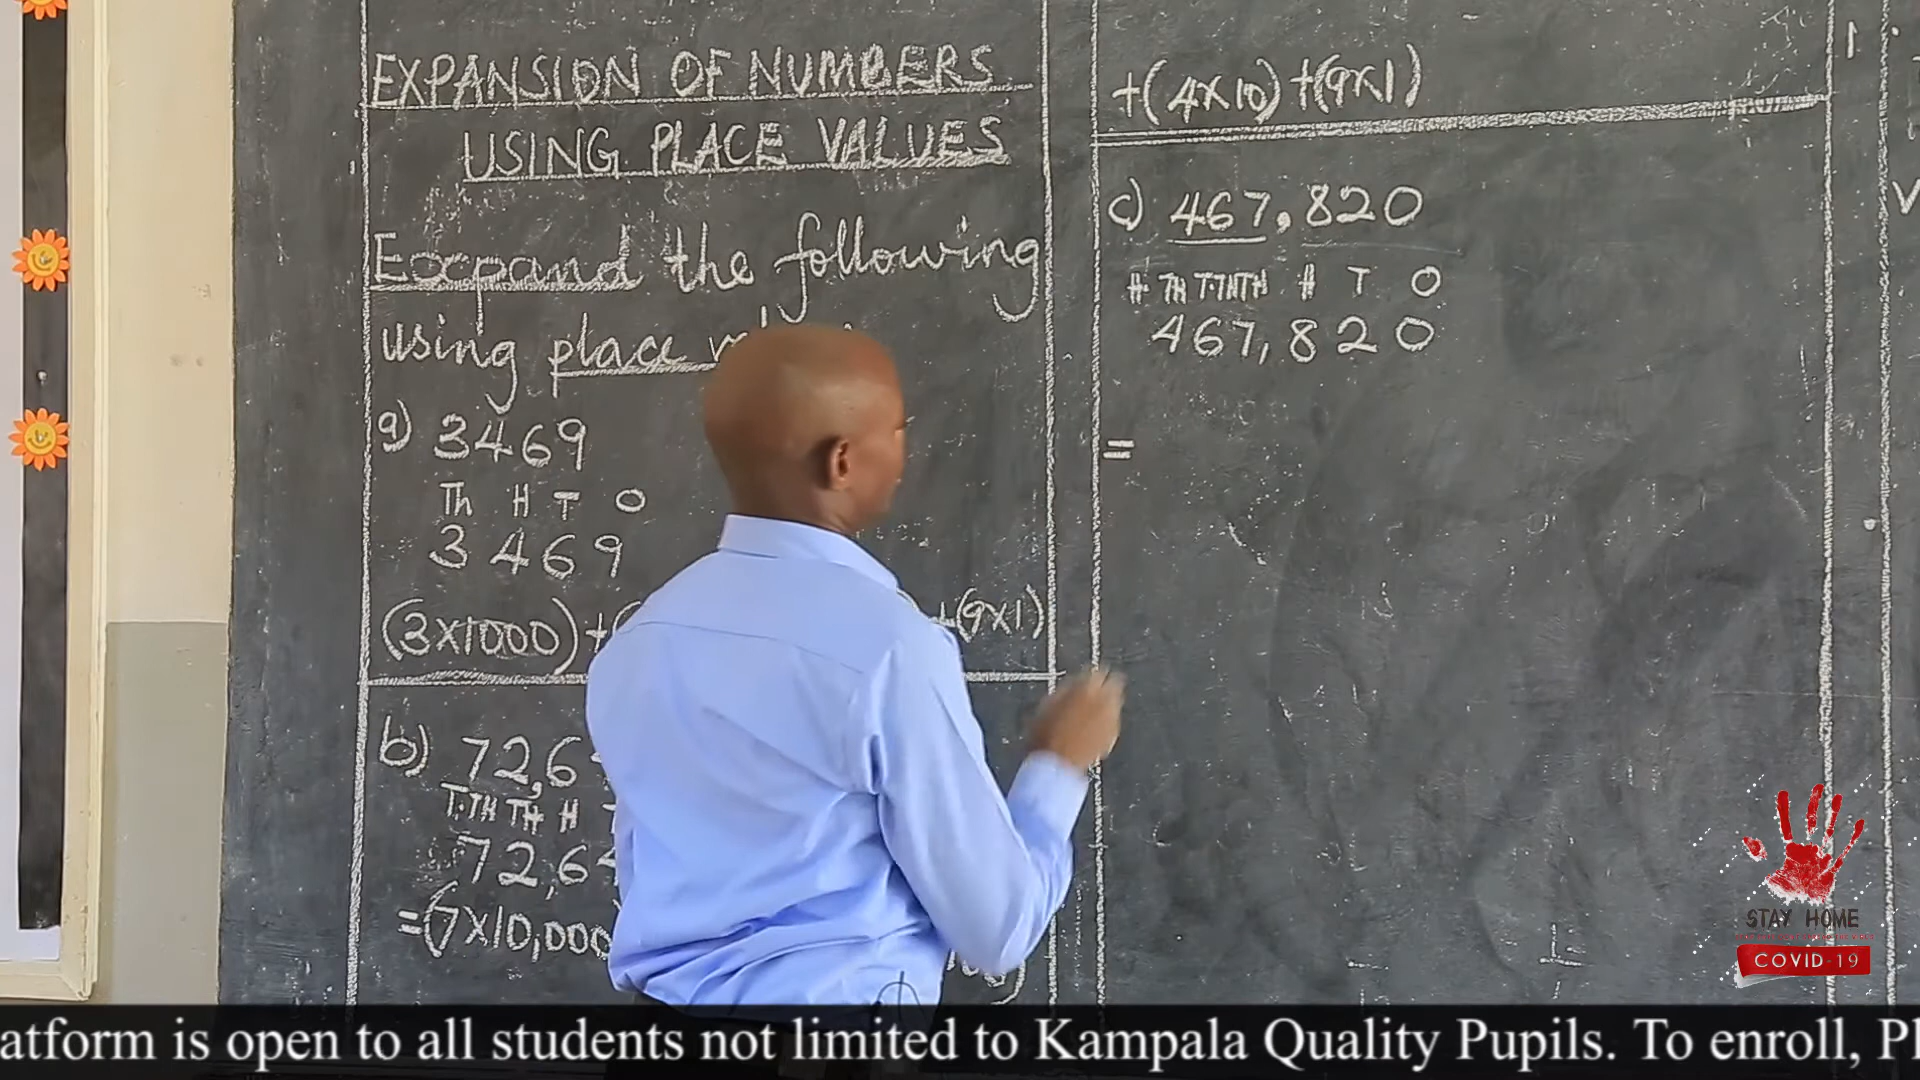 EXPANSION OF NUMBERS
USING PLACE VALUES
Expand the following
using place
a) 3469
Th H T O
3 4 6 9
(3x1000)+( +(9x1)
b) 72,6
T.TH TH H
72,6
=(7x10,000
+(4x10)+(9x1)
c) 467,820
H TH T.TH TH H T O
467,820
=
STAY HOME
COVID-19
atform is open to all students not limited to Kampala Quality Pupils. To enroll, Pl